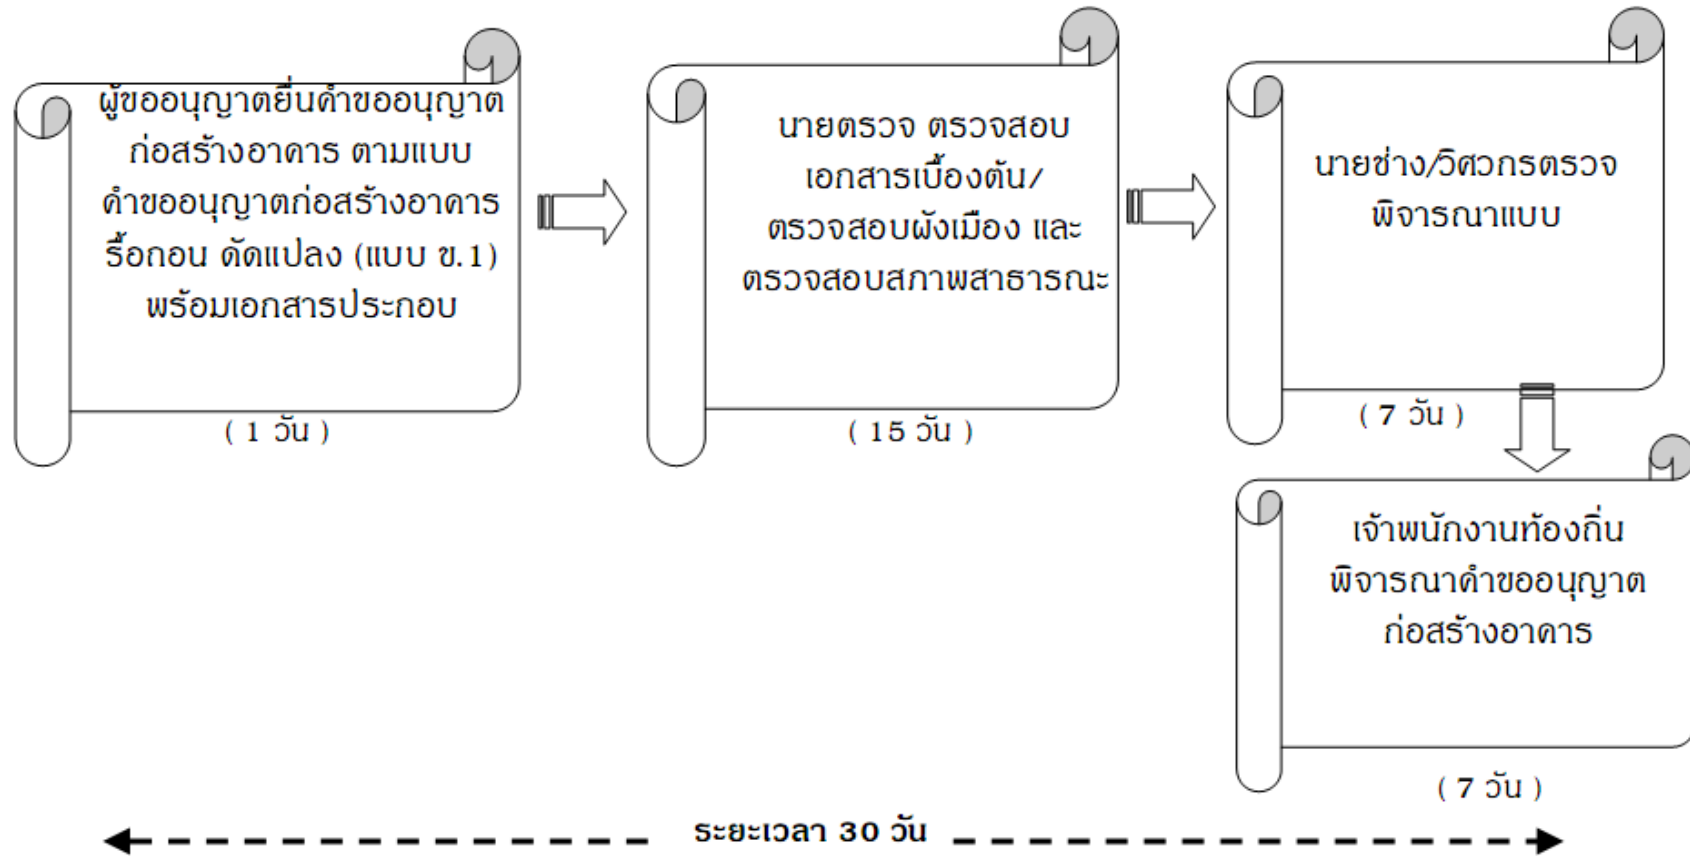 ผู้ขออนุญาตยื่นคำขออนุญาต
ก่อสร้างอาคาร ตามแบบ
คำขออนุญาตก่อสร้างอาคาร
รื้อถอน ดัดแปลง (แบบ ข.1)
พร้อมเอกสารประกอบ
( 1 วัน )
นายตรวจ ตรวจสอบ
เอกสารเบื้องต้น/
ตรวจสอบผังเมือง และ
ตรวจสอบสภาพสาธารณะ
( 15 วัน )
นายช่าง/วิศวกรตรวจ
พิจารณาแบบ
( 7 วัน )
เจ้าพนักงานท้องถิ่น
พิจารณาคำขออนุญาต
ก่อสร้างอาคาร
( 7 วัน )
ระยะเวลา 30 วัน